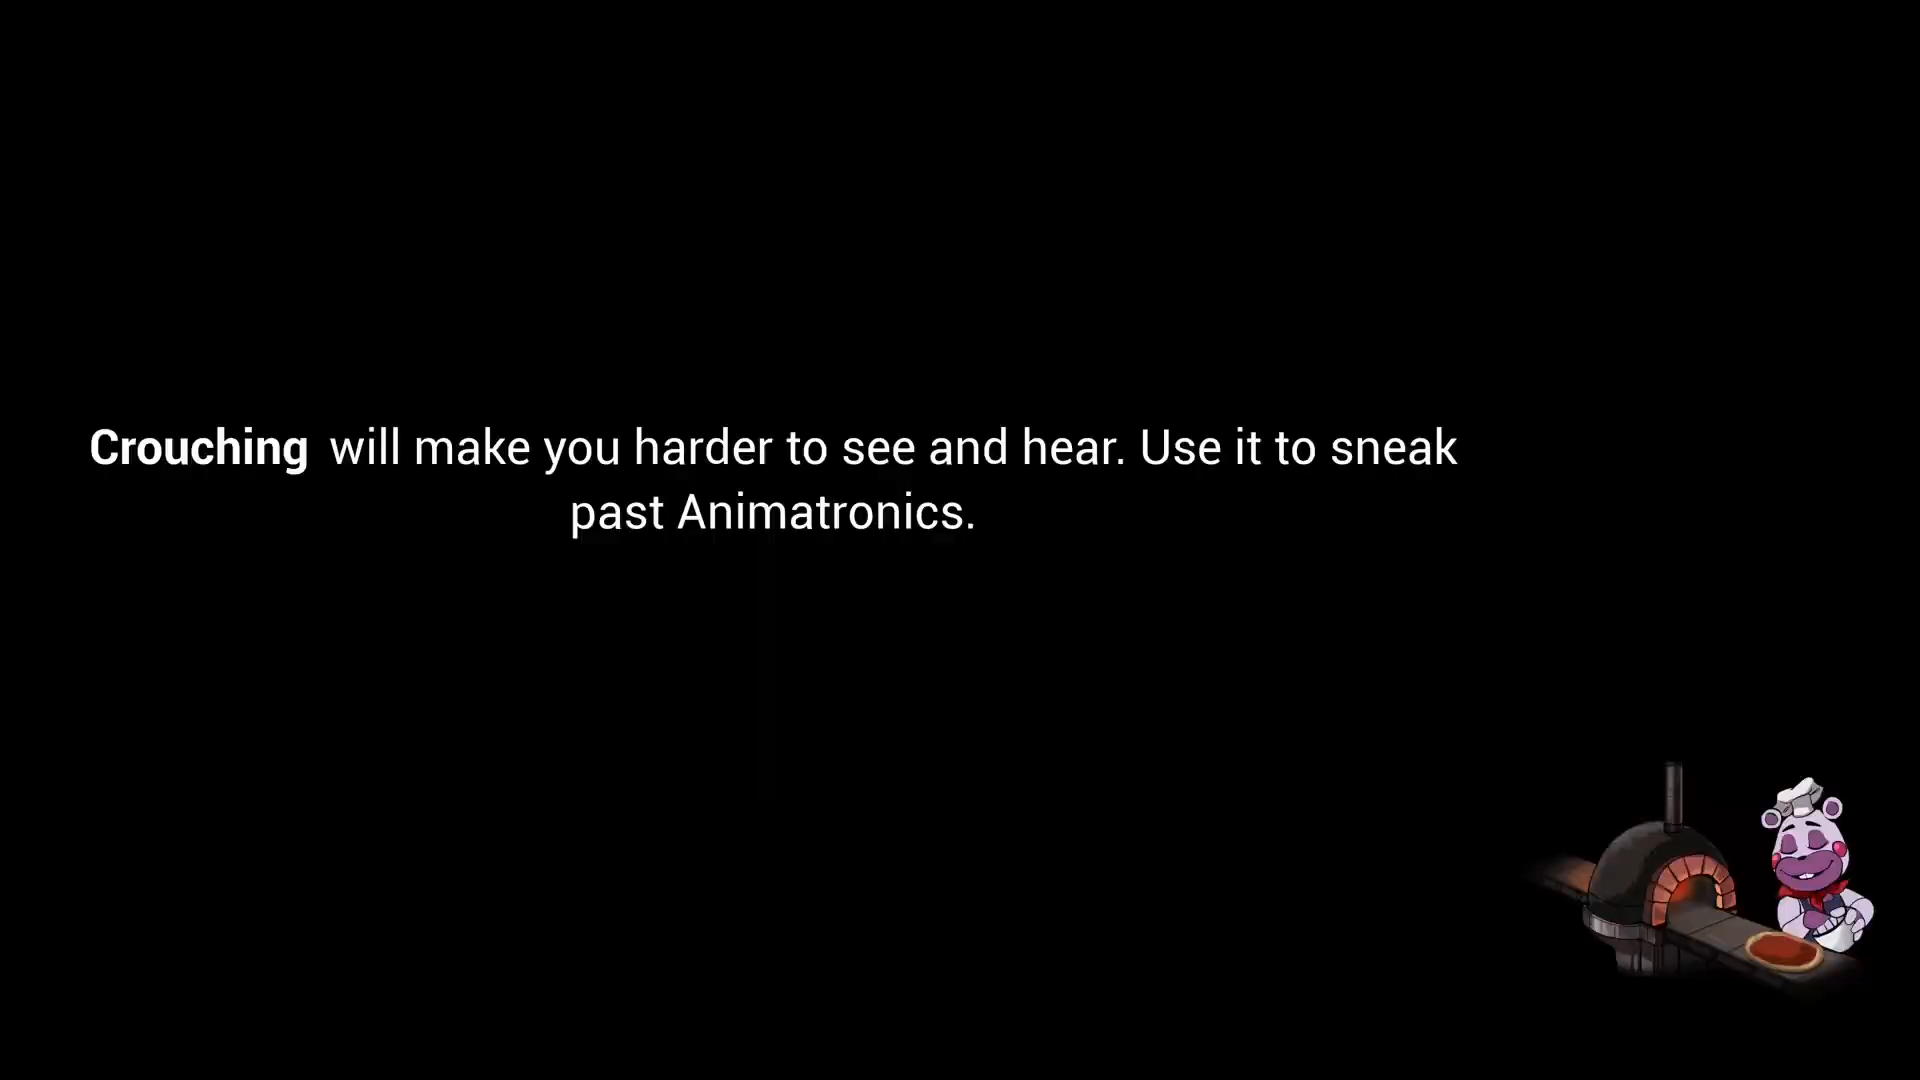 Crouching will make you harder to see and hear. Use it to sneak
past Animatronics.